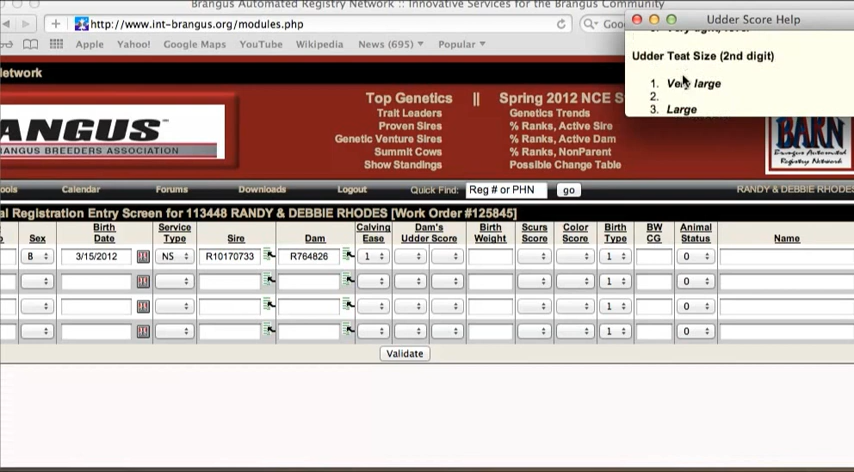 Brangus Automated Registry Network :: Innovative Services for the Brangus Community
Udder Score Help
http://www.int-brangus.org/modules.php
Apple Yahoo! Google Maps YouTube Wikipedia News (695) Popular
Udder Teat Size (2nd digit)
1. Very large
2.
3. Large
etwork
Top Genetics || Spring 2012 NCE S
Trait Leaders Genetics Trends
Proven Sires % Ranks, Active Sire
Genetic Venture Sires % Ranks, Active Dam
Summit Cows % Ranks, NonParent
Show Standings Possible Change Table
ANGUS
BRANGUS BREEDERS ASSOCIATION
BARN
Brangus Automated
Registry Network
ools Calendar Forums Downloads Logout Quick Find: Reg # or PHN go RANDY & DEBBIE RHODES
al Registration Entry Screen for 113448 RANDY & DEBBIE RHODES [Work Order #125845]
Sex Birth Date Service Type Sire Dam Calving Ease Dam's Udder Score Birth Weight Scurs Score Color Score Birth Type BW CG Animal Status Name
B 3/15/2012 NS R10170733 R764826 1 1 0
1 0
1 0
1 0
Validate